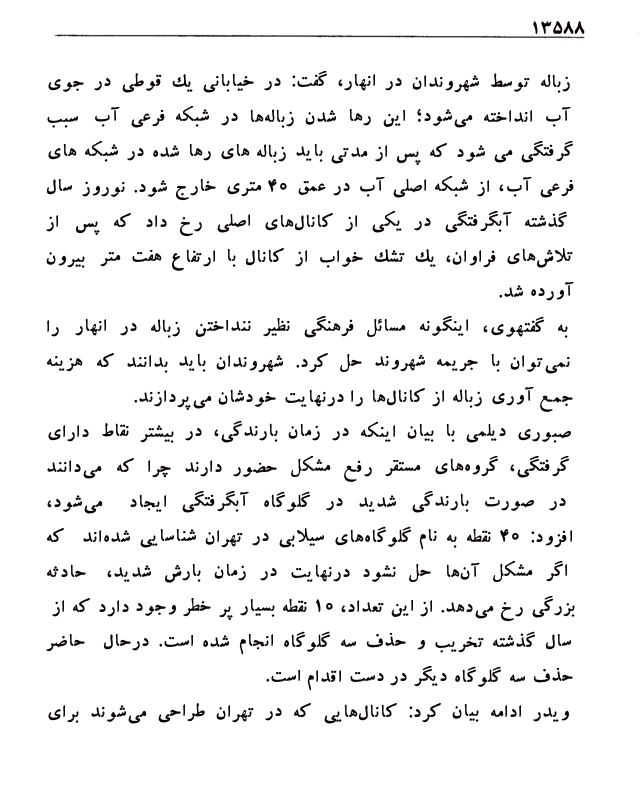 ۱۳۵۸۸
زباله توسط شهروندان در انهار، گفت: در خیابانی یك قوطی در جوی
آب انداخته می‌شود؛ این رها شدن زباله‌ها در شبکه فرعی آب سبب
گرفتگی می شود که پس از مدتی باید زباله های رها شده در شبکه های
فرعی آب، از شبکه اصلی آب در عمق ۴۰ متری خارج شود. نوروز سال
گذشته آبگرفتگی در یکی از کانال‌های اصلی رخ داد که پس از
تلاش‌های فراوان، یك تشك خواب از کانال با ارتفاع هفت متر بیرون
آورده شد.
به گفتهوی، اینگونه مسائل فرهنگی نظیر ننداختن زباله در انهار را
نمی‌توان با جریمه شهروند حل کرد. شهروندان باید بدانند که هزینه
جمع آوری زباله از کانال‌ها را درنهایت خودشان می‌پردازند.
صبوری دیلمی با بیان اینکه در زمان بارندگی، در بیشتر نقاط دارای
گرفتگی، گروه‌های مستقر رفع مشکل حضور دارند چرا که می‌دانند
در صورت بارندگی شدید در گلوگاه آبگرفتگی ایجاد می‌شود،
افزود: ۴۰ نقطه به نام گلوگاه‌های سیلابی در تهران شناسایی شده‌اند که
اگر مشکل آن‌ها حل نشود درنهایت در زمان بارش شدید، حادثه
بزرگی رخ می‌دهد. از این تعداد، ۱۰ نقطه بسیار پر خطر وجود دارد که از
سال گذشته تخریب و حذف سه گلوگاه انجام شده است. درحال حاضر
حذف سه گلوگاه دیگر در دست اقدام است.
ویدر ادامه بیان کرد: کانال‌هایی که در تهران طراحی می‌شوند برای